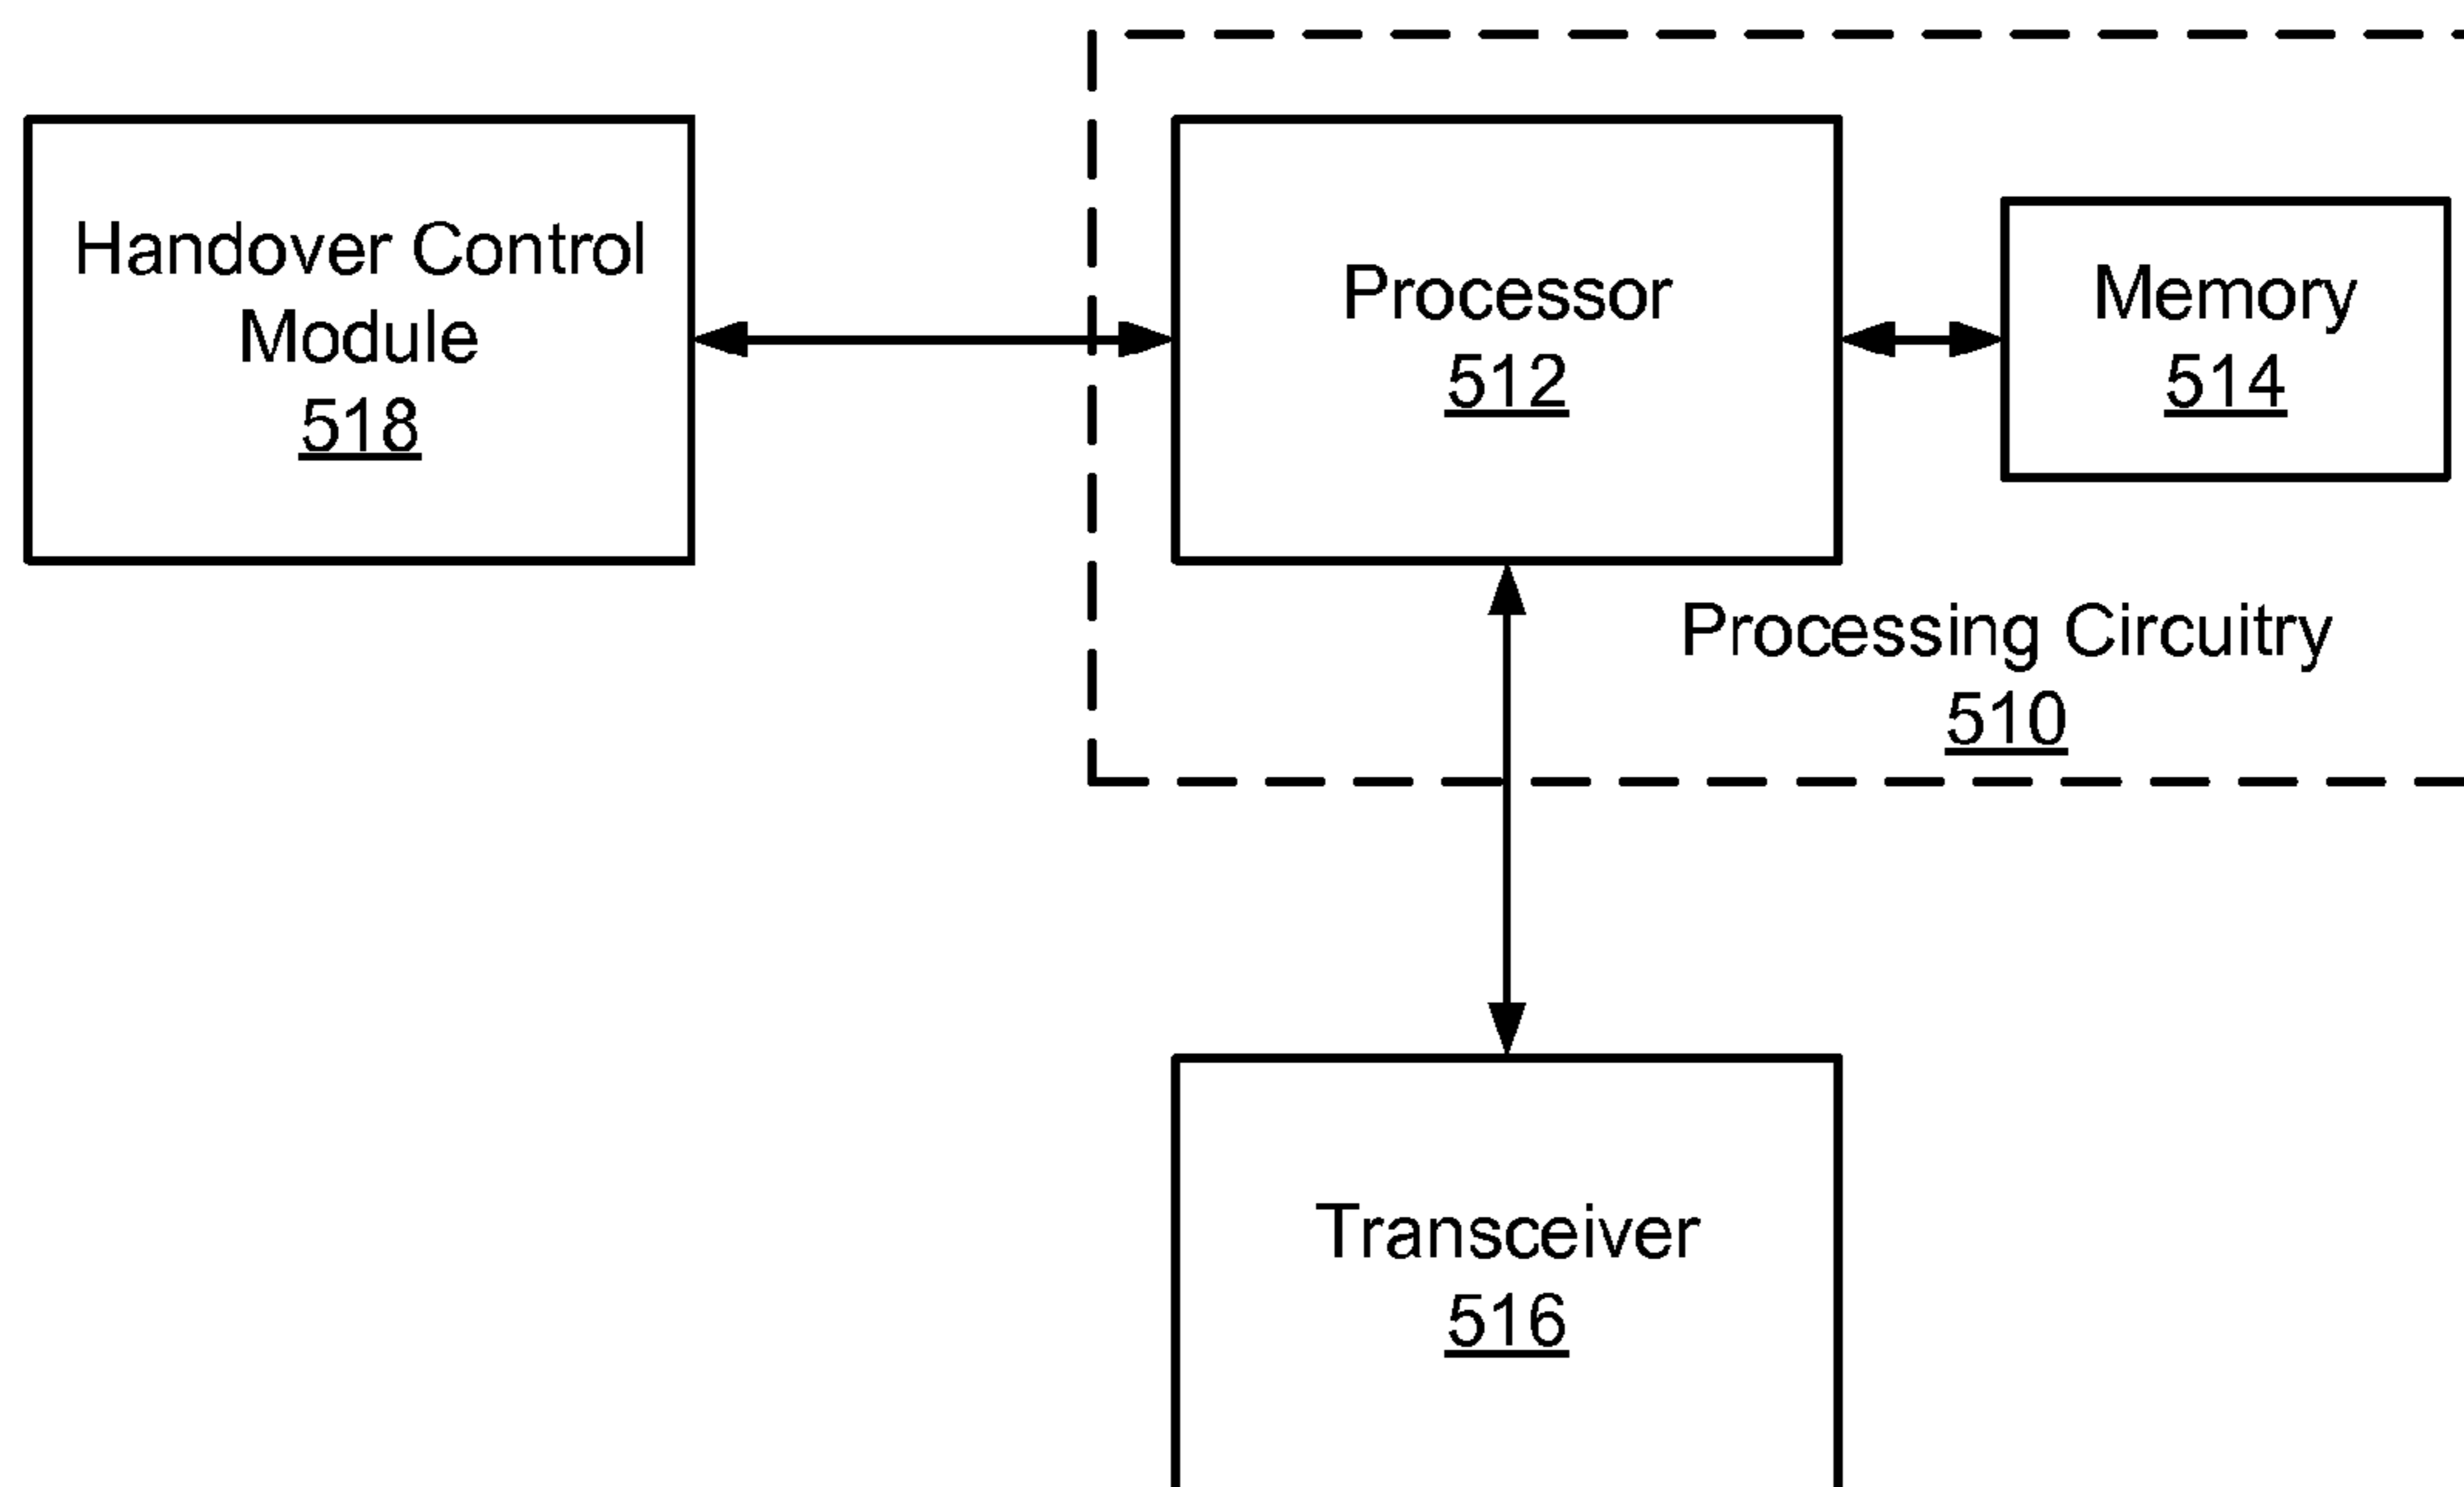 Handover Control
Module
518
Processor
512
Memory
514
Processing Circuitry
510
Transceiver
516